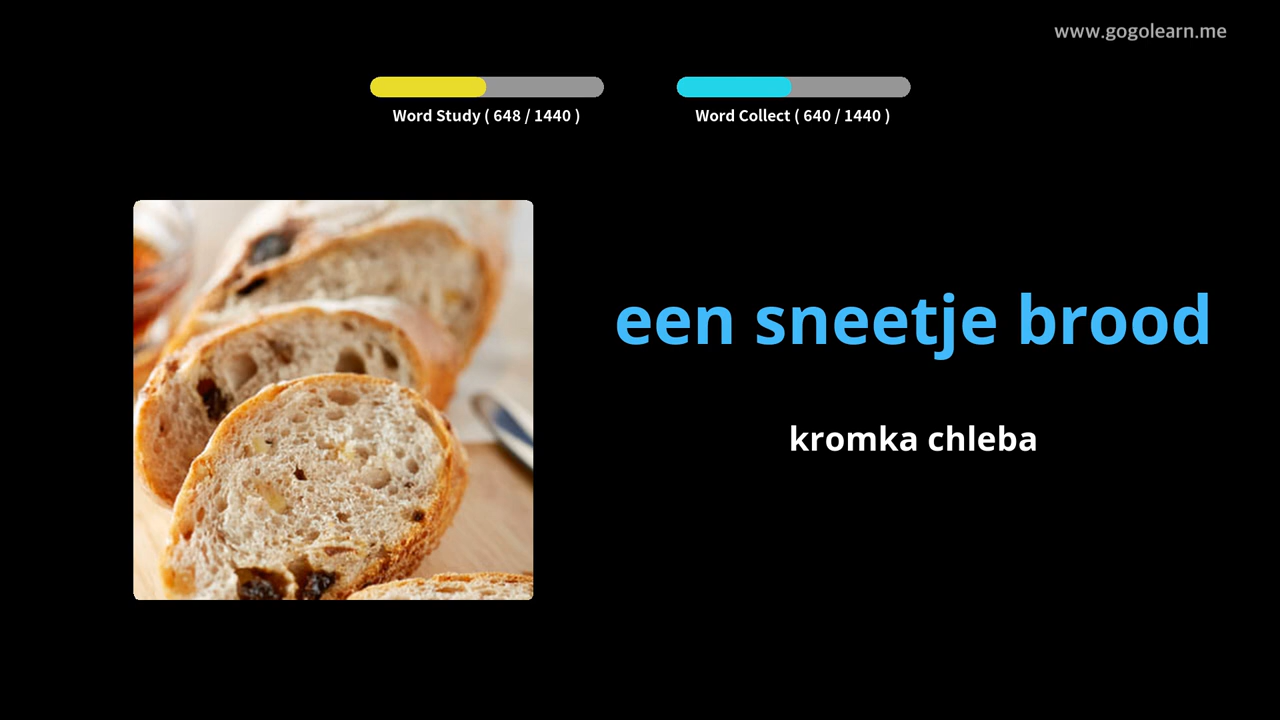 www.gogolearn.me
Word Study ( 648 / 1440 )
Word Collect ( 640 / 1440 )
een sneetje brood
kromka chleba